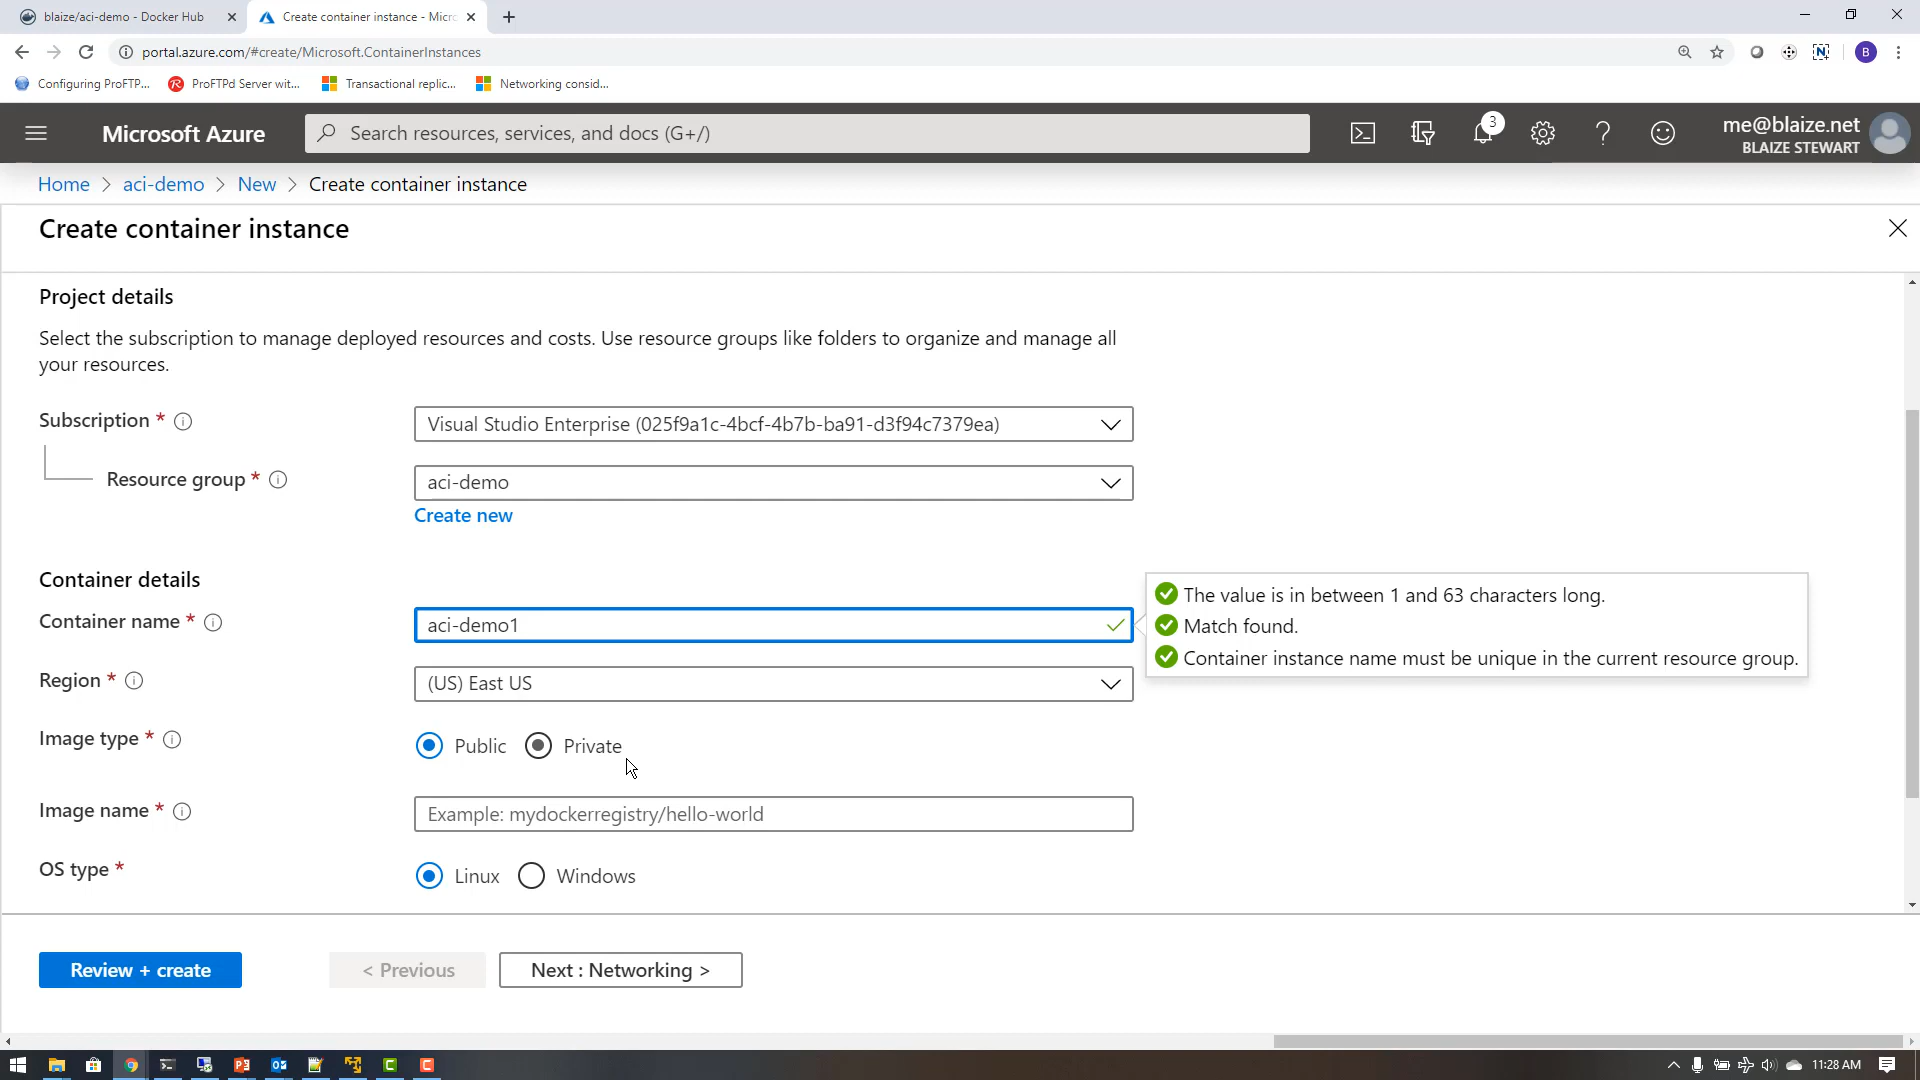 blaize/aci-demo - Docker Hub
Create container instance - Micro
portal.azure.com/#create/Microsoft.ContainerInstances
B
Configuring ProFTP...
ProFTPd Server wit...
Transactional replic...
Networking consid...
Microsoft Azure
Search resources, services, and docs (G+/)
3
me@blaize.net
BLAIZE STEWART
Home > aci-demo > New > Create container instance
Create container instance
Project details
Select the subscription to manage deployed resources and costs. Use resource groups like folders to organize and manage all
your resources.
Subscription *
Visual Studio Enterprise (025f9a1c-4bcf-4b7b-ba91-d3f94c7379ea)
Resource group *
aci-demo
Create new
Container details
Container name *
aci-demo1
The value is in between 1 and 63 characters long.
Match found.
Container instance name must be unique in the current resource group.
Region *
(US) East US
Image type *
Public
Private
Image name *
Example: mydockerregistry/hello-world
OS type *
Linux
Windows
Review + create
< Previous
Next : Networking >
11:28 AM